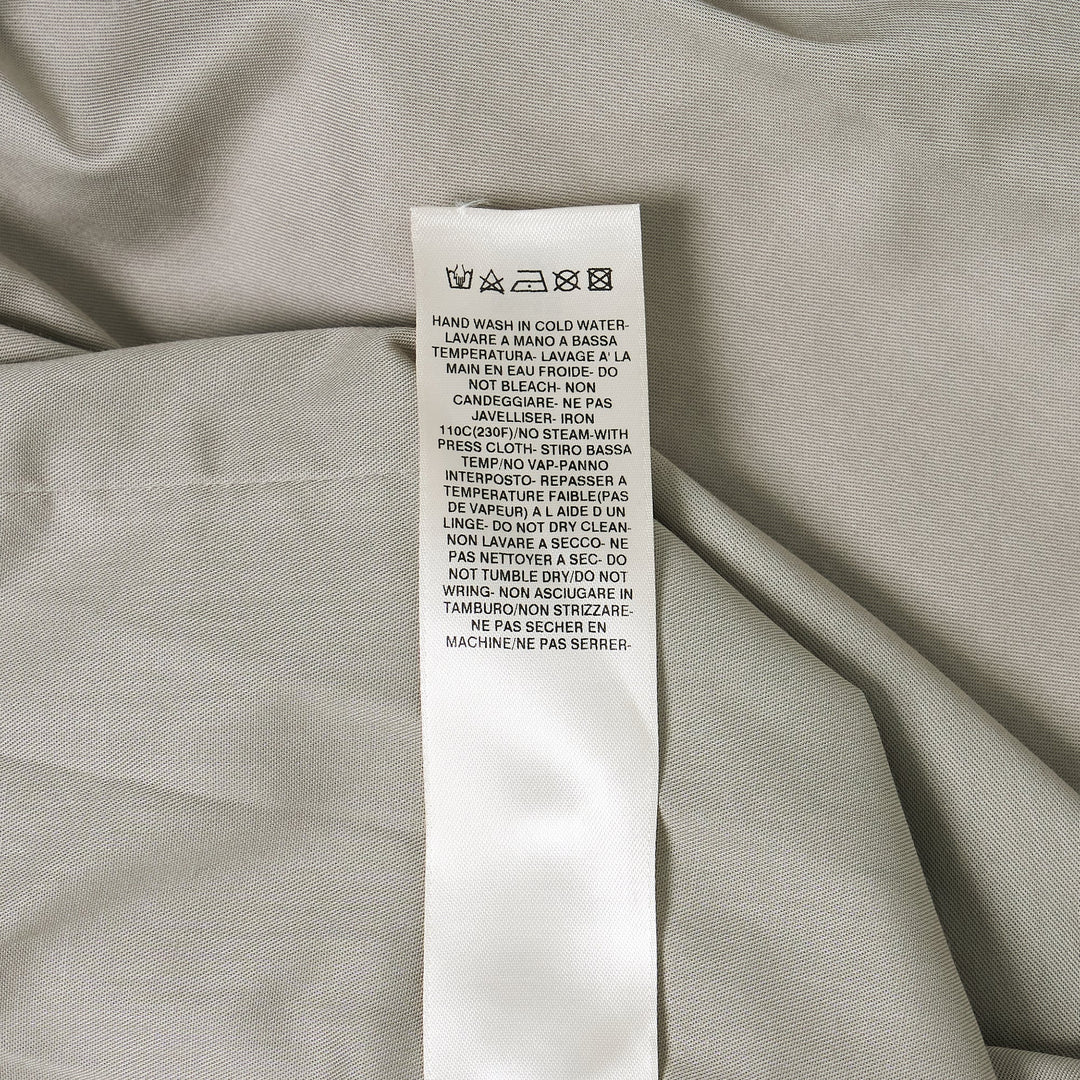 HAND WASH IN COLD WATER-
LAVARE A MANO A BASSA
TEMPERATURA- LAVAGE A' LA
MAIN EN EAU FROIDE- DO
NOT BLEACH- NON
CANDEGGIARE- NE PAS
JAVELLISER- IRON
110C(230F)/NO STEAM-WITH
PRESS CLOTH- STIRO BASSA
TEMP/NO VAP-PANNO
INTERPOSTO- REPASSER A
TEMPERATURE FAIBLE(PAS
DE VAPEUR) A L AIDE D UN
LINGE- DO NOT DRY CLEAN-
NON LAVARE A SECCO- NE
PAS NETTOYER A SEC- DO
NOT TUMBLE DRY/DO NOT
WRING- NON ASCIUGARE IN
TAMBURO/NON STRIZZARE-
NE PAS SECHER EN
MACHINE/NE PAS SERRER-